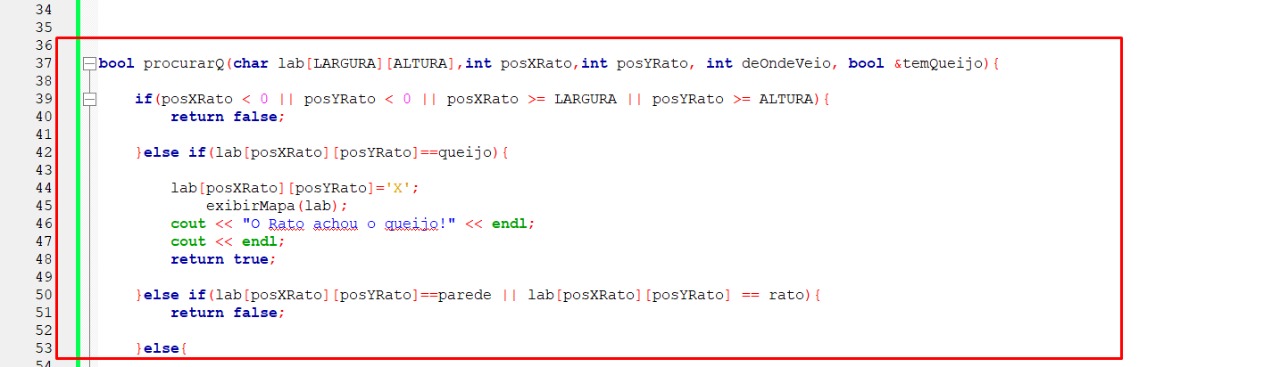 34
35
36
37 bool procurarQ(char lab[LARGURA][ALTURA],int posXRato,int posYRato, int deOndeVeio, bool &temQueijo){
38
39 if(posXRato < 0 || posYRato < 0 || posXRato >= LARGURA || posYRato >= ALTURA){
40 return false;
41
42 }else if(lab[posXRato][posYRato]==queijo){
43
44 lab[posXRato][posYRato]='X';
45 exibirMapa(lab);
46 cout << "O Rato achou o queijo!" << endl;
47 cout << endl;
48 return true;
49
50 }else if(lab[posXRato][posYRato]==parede || lab[posXRato][posYRato] == rato){
51 return false;
52
53 }else{
54